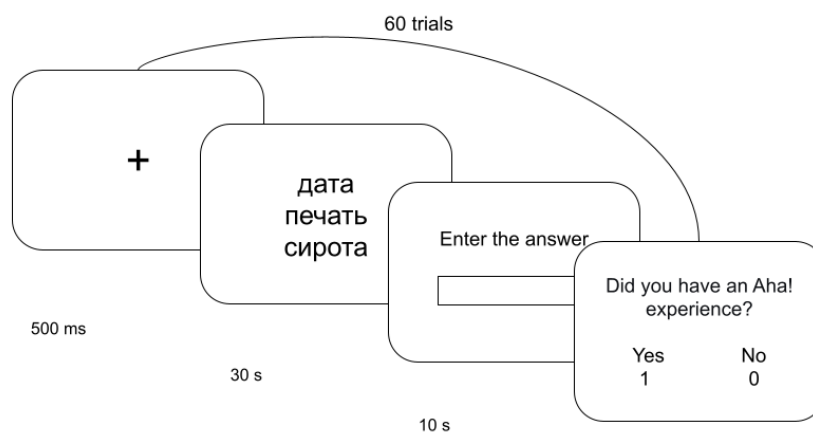 60 trials
+
дата
печать
сирота
Enter the answer
Did you have an Aha!
experience?
Yes No
1 0
500 ms
30 s
10 s